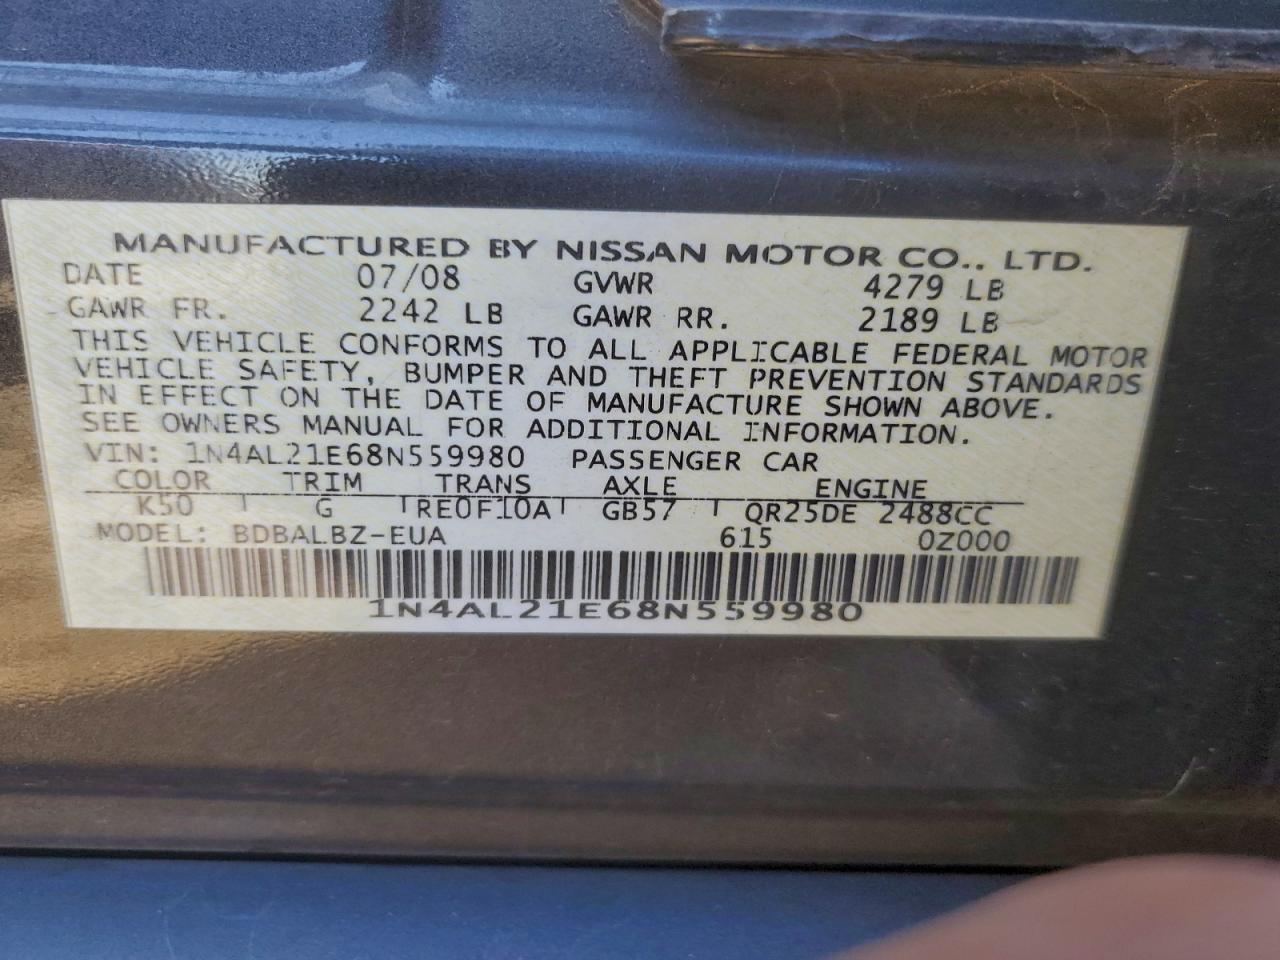 MANUFACTURED BY NISSAN MOTOR CO., LTD.
DATE 07/08 GVWR 4279 LB
GAWR FR. 2242 LB GAWR RR. 2189 LB
THIS VEHICLE CONFORMS TO ALL APPLICABLE FEDERAL MOTOR
VEHICLE SAFETY, BUMPER AND THEFT PREVENTION STANDARDS
IN EFFECT ON THE DATE OF MANUFACTURE SHOWN ABOVE.
SEE OWNERS MANUAL FOR ADDITIONAL INFORMATION.
VIN: 1N4AL21E68N559980 PASSENGER CAR
COLOR TRIM TRANS AXLE ENGINE
K50 G RE0F10A GB57 QR25DE 2488CC
MODEL: BDBALBZ-EUA 615 0Z000
1N4AL21E68N559980